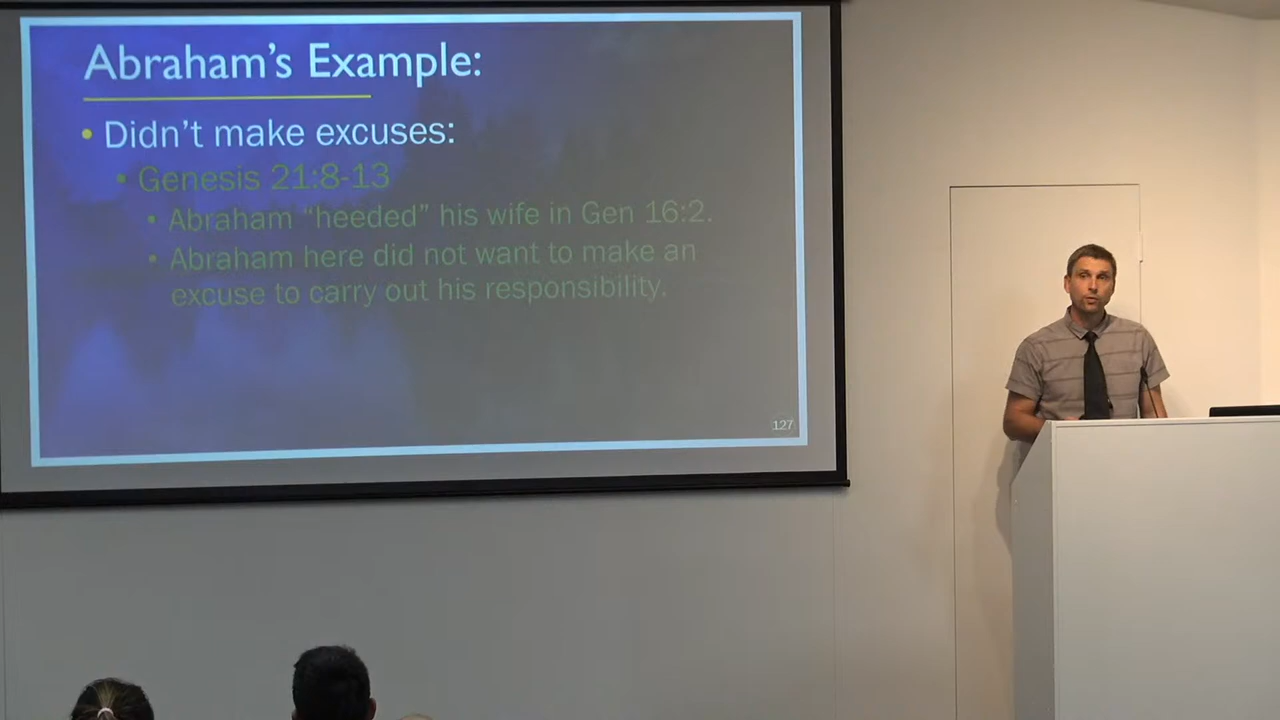 Abraham's Example:
• Didn't make excuses:
• Genesis 21:8-13
• Abraham “heeded” his wife in Gen 16:2.
• Abraham here did not want to make an
excuse to carry out his responsibility.
127